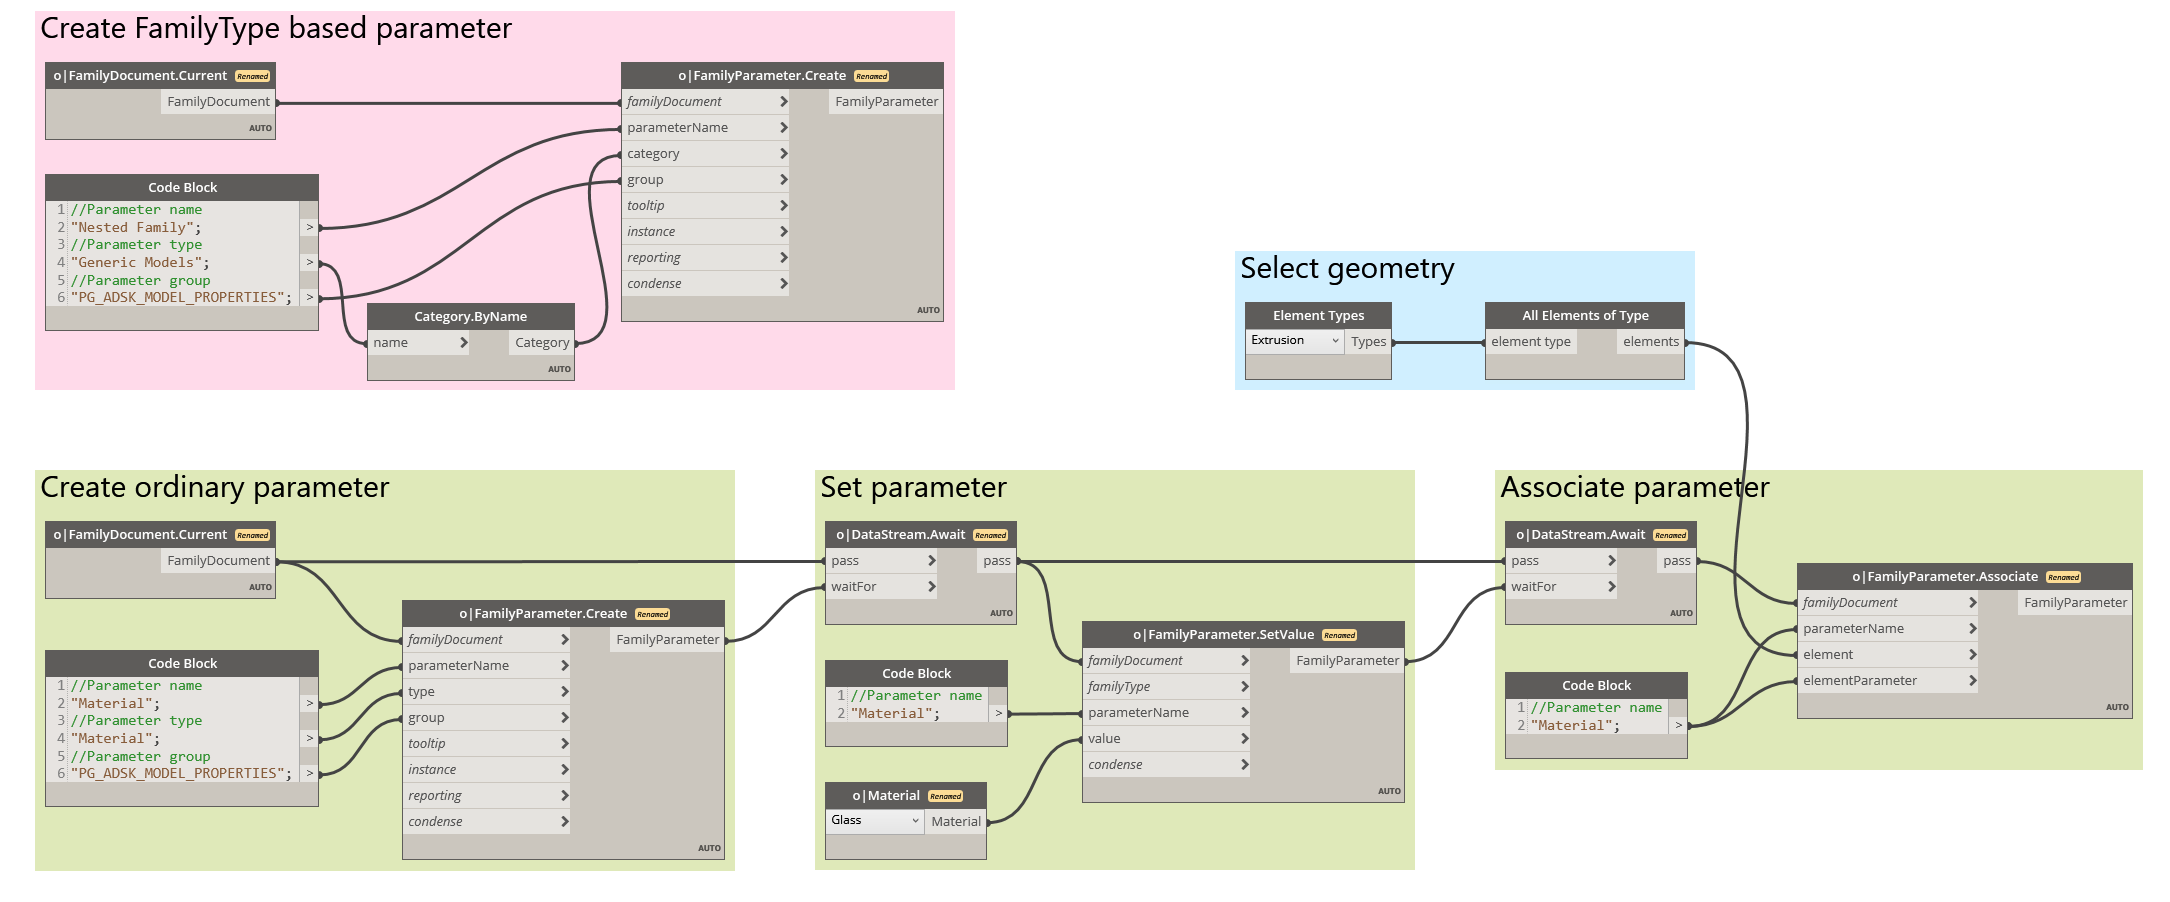 Create FamilyType based parameter
o|FamilyDocument.Current Renamed
FamilyDocument
AUTO
Code Block
1 //Parameter name
2 "Nested Family"; >
3 //Parameter type
4 "Generic Models"; >
5 //Parameter group
6 "PG_ADSK_MODEL_PROPERTIES"; >
Category.ByName
name > Category
AUTO
o|FamilyParameter.Create Renamed
familyDocument > FamilyParameter
parameterName >
category >
group >
tooltip >
instance >
reporting >
condense >
AUTO
Select geometry
Element Types
Extrusion Types
All Elements of Type
element type elements
Create ordinary parameter
o|FamilyDocument.Current Renamed
FamilyDocument
AUTO
Code Block
1 //Parameter name
2 "Material"; >
3 //Parameter type
4 "Material"; >
5 //Parameter group
6 "PG_ADSK_MODEL_PROPERTIES"; >
o|FamilyParameter.Create Renamed
familyDocument > FamilyParameter
parameterName >
type >
group >
tooltip >
instance >
reporting >
condense >
AUTO
Set parameter
o|DataStream.Await Renamed
pass > pass
waitFor >
AUTO
Code Block
1 //Parameter name
2 "Material"; >
o|Material Renamed
Glass Material
o|FamilyParameter.SetValue Renamed
familyDocument > FamilyParameter
familyType >
parameterName >
value >
condense >
AUTO
Associate parameter
o|DataStream.Await Renamed
pass > pass
waitFor >
AUTO
Code Block
1 //Parameter name
2 "Material"; >
o|FamilyParameter.Associate Renamed
familyDocument > FamilyParameter
parameterName >
element >
elementParameter >
AUTO